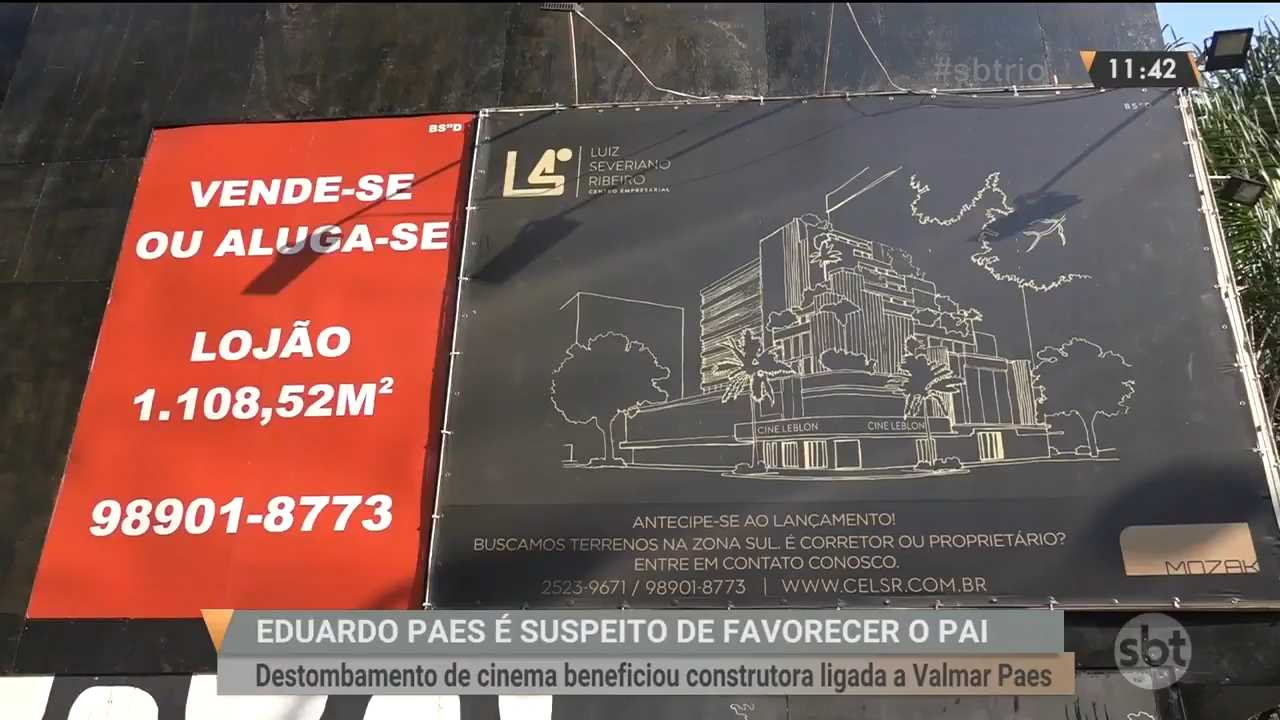 #sbtrio
11:42
BS"D
VENDE-SE
OU ALUGA-SE
LOJÃO
1.108,52M²
98901-8773
BS"D
LS
LUIZ
SEVERIANO
RIBEIRO
CENTRO EMPRESARIAL
CINE LEBLON
CINE LEBLON
ANTECIPE-SE AO LANÇAMENTO!
BUSCAMOS TERRENOS NA ZONA SUL. É CORRETOR OU PROPRIETÁRIO?
ENTRE EM CONTATO CONOSCO.
2523-9671 / 98901-8773 | WWW.CELSR.COM.BR
MOZAK
EDUARDO PAES É SUSPEITO DE FAVORECER O PAI
Destombamento de cinema beneficiou construtora ligada a Valmar Paes
sbt